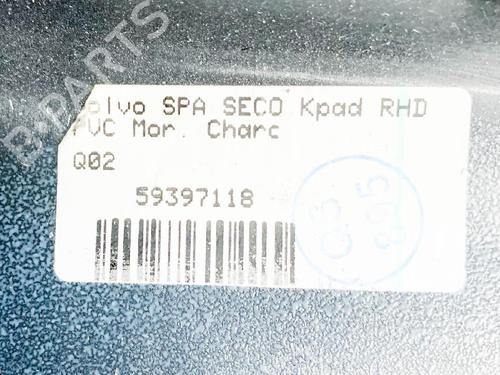 B-PARTS
olvo SPA SECO Kpad RHD
PVC Mor. Charc
Q02
59397118